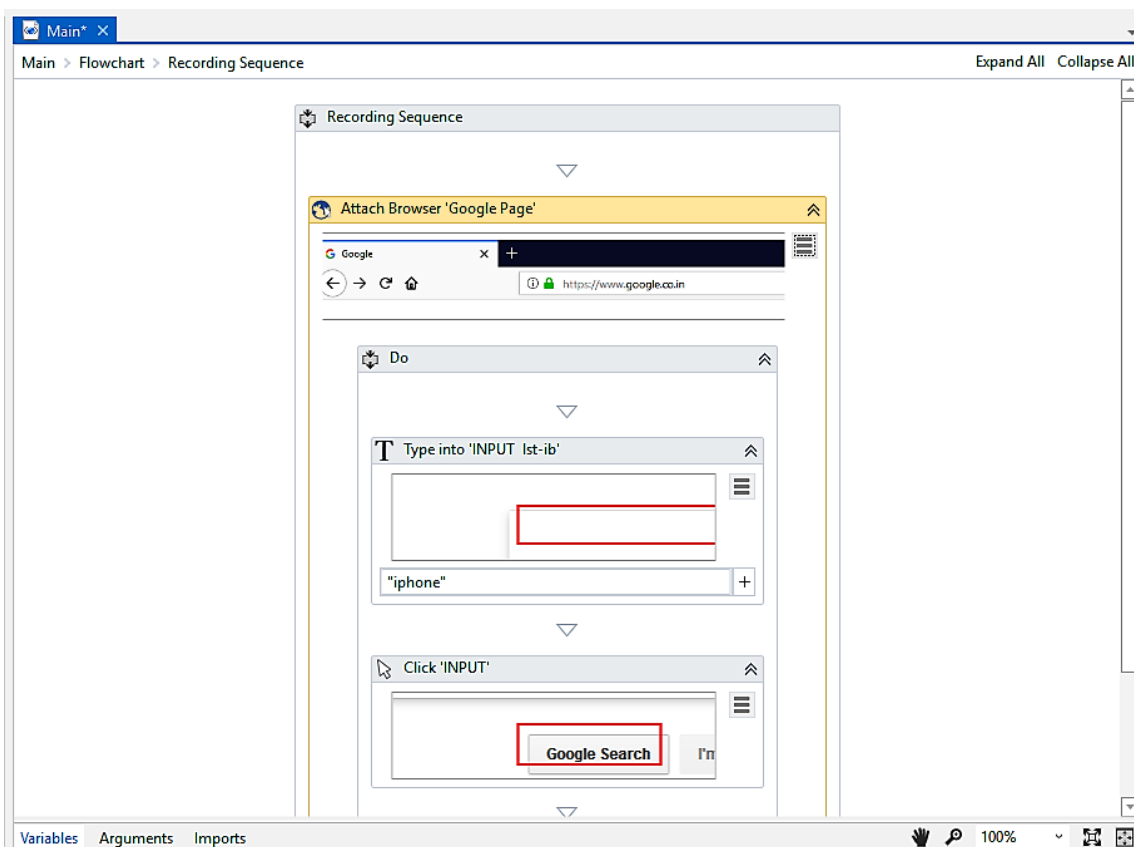 Main*
Main > Flowchart > Recording Sequence
Expand All Collapse All
Recording Sequence
Attach Browser 'Google Page'
G Google
https://www.google.co.in
Do
T Type into 'INPUT lst-ib'
"iphone"
Click 'INPUT'
Google Search I'm
Variables Arguments Imports
100%